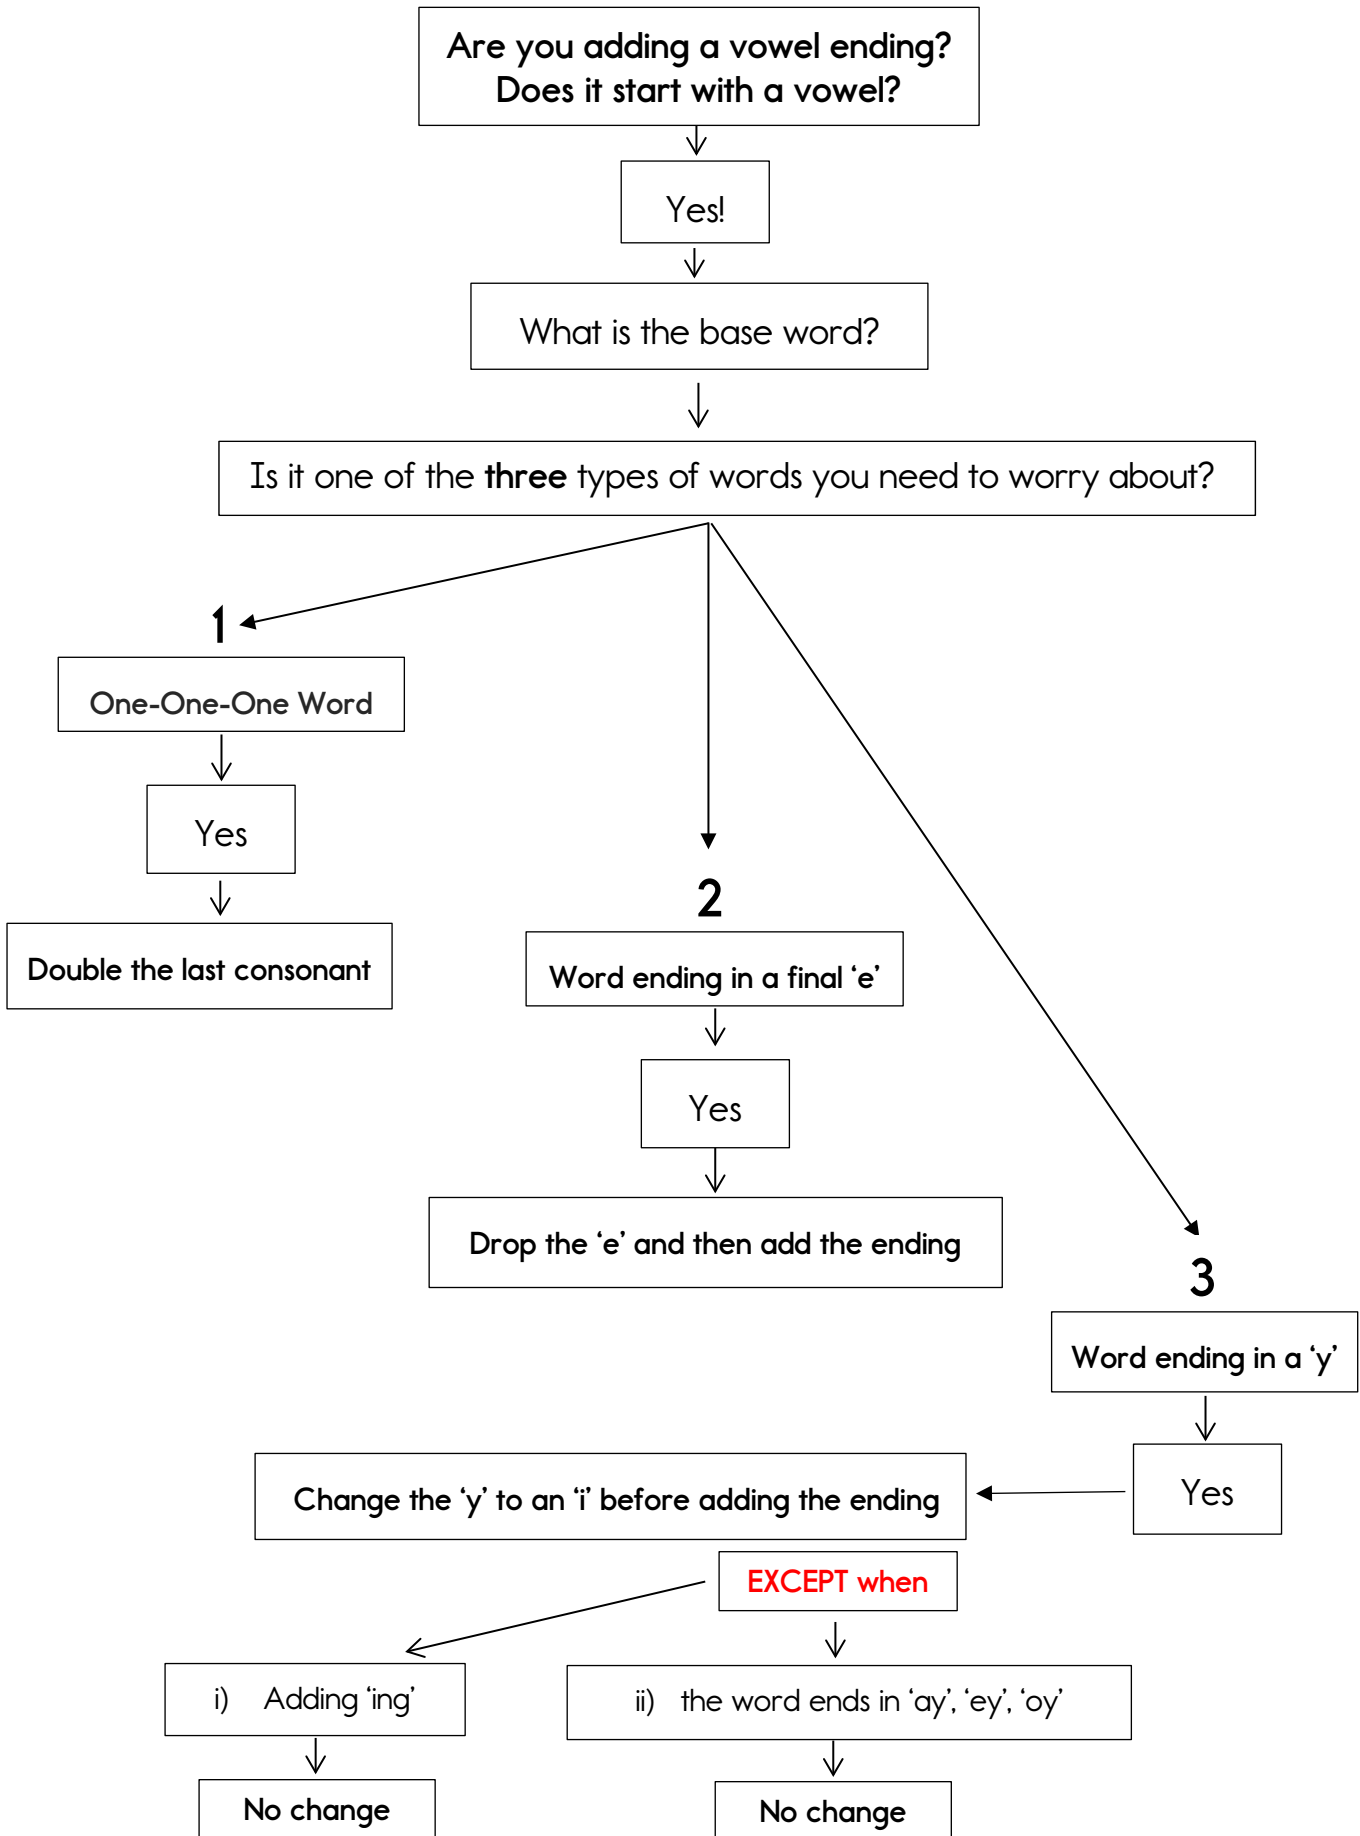 Are you adding a vowel ending?
Does it start with a vowel?
Yes!
What is the base word?
Is it one of the three types of words you need to worry about?
1
One-One-One Word
Yes
Double the last consonant
2
Word ending in a final ‘e’
Yes
Drop the ‘e’ and then add the ending
3
Word ending in a ‘y’
Yes
Change the ‘y’ to an ‘i’ before adding the ending
EXCEPT when
i) Adding ‘ing’
No change
ii) the word ends in ‘ay’, ‘ey’, ‘oy’
No change